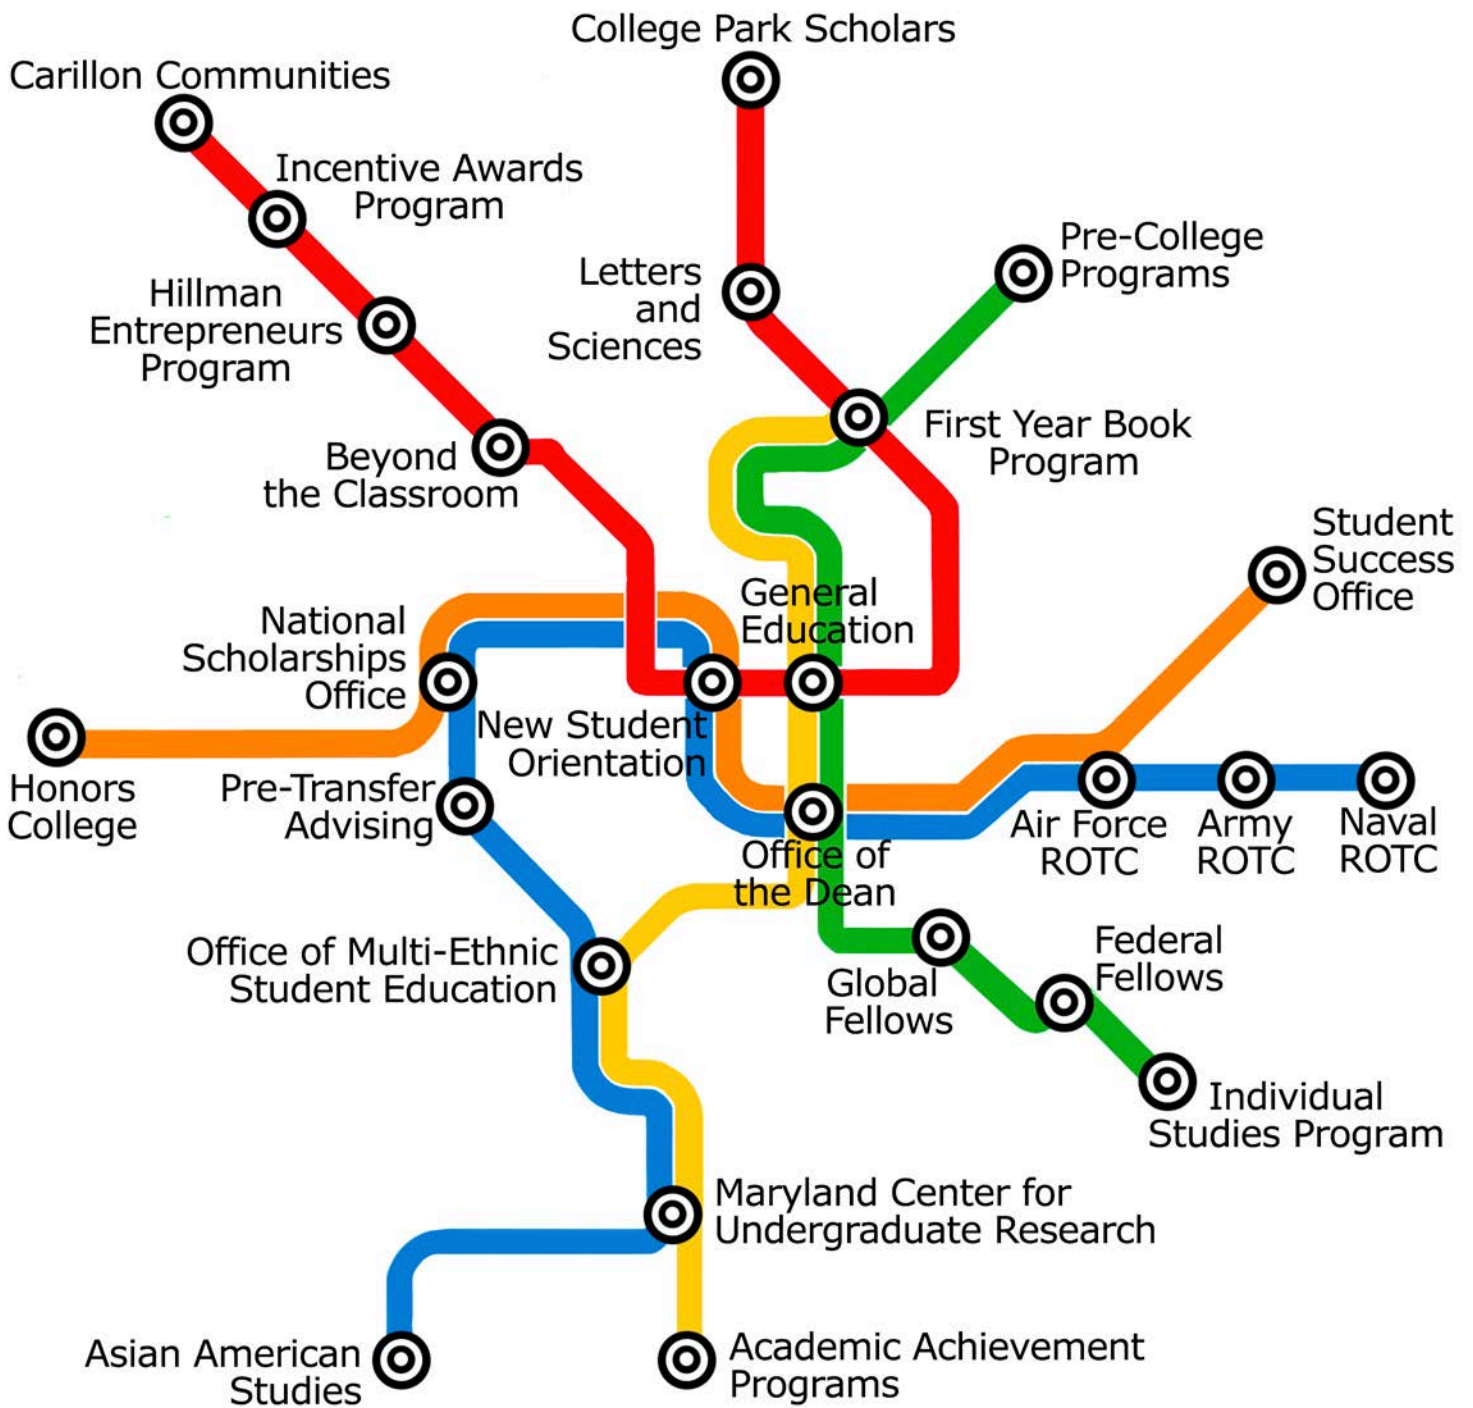 College Park Scholars
Carillon Communities
Incentive Awards
Program
Pre-College
Programs
Letters
and
Sciences
Hillman
Entrepreneurs
Program
First Year Book
Program
Beyond
the Classroom
Student
Success
Office
General
Education
National
Scholarships
Office
New Student
Orientation
Honors
College
Pre-Transfer
Advising
Air Force
ROTC
Army
ROTC
Naval
ROTC
Office of
the Dean
Office of Multi-Ethnic
Student Education
Federal
Fellows
Global
Fellows
Individual
Studies Program
Maryland Center for
Undergraduate Research
Asian American
Studies
Academic Achievement
Programs